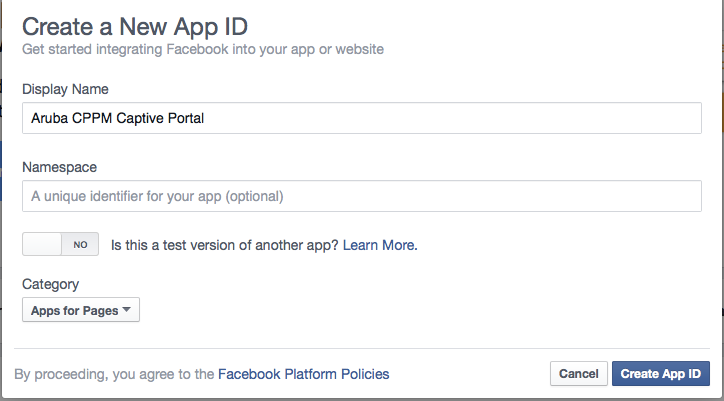 Create a New App ID
Get started integrating Facebook into your app or website
Display Name
Aruba CPPM Captive Portal
Namespace
A unique identifier for your app (optional)
NO Is this a test version of another app? Learn More.
Category
Apps for Pages
By proceeding, you agree to the Facebook Platform Policies Cancel Create App ID